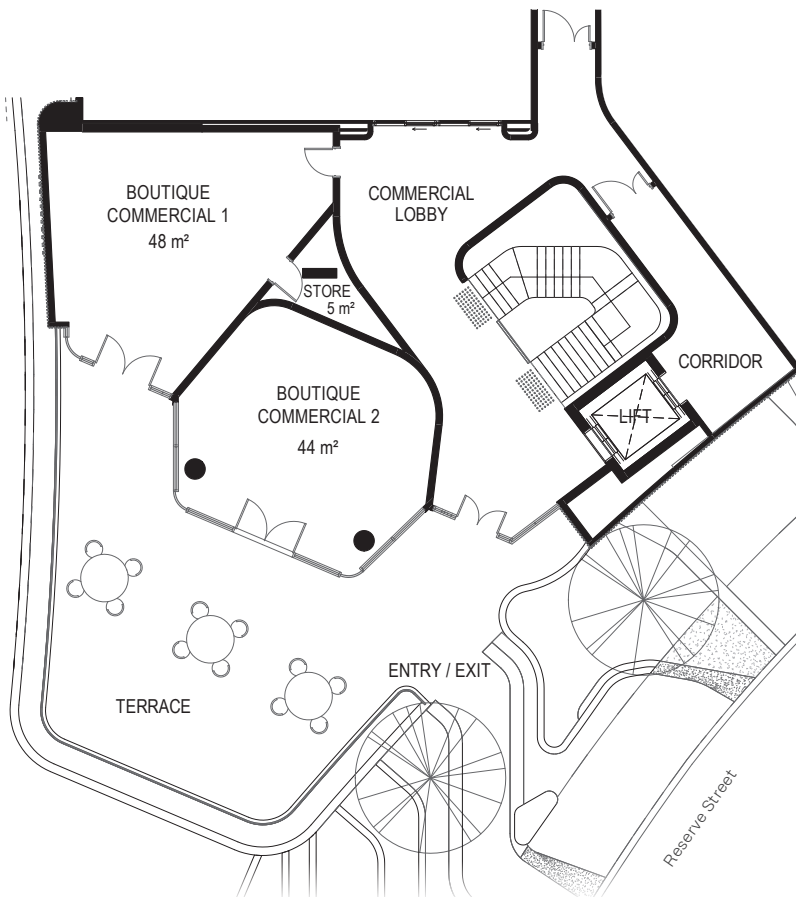 BOUTIQUE
COMMERCIAL 1
48 m²
COMMERCIAL
LOBBY
STORE
5 m²
CORRIDOR
BOUTIQUE
COMMERCIAL 2
44 m²
LIFT
ENTRY / EXIT
TERRACE
Reserve Street